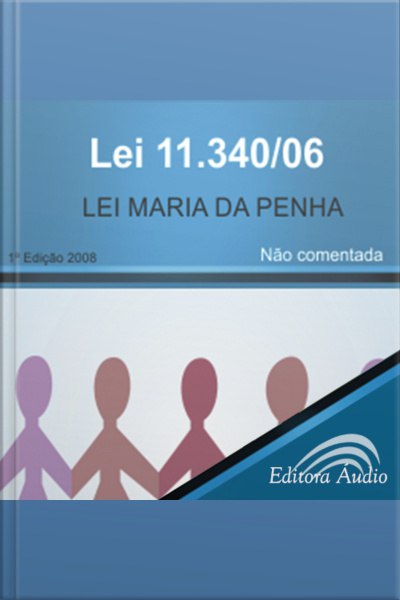 Lei 11.340/06
LEI MARIA DA PENHA
1ª Edição 2008
Não comentada
Editora Áudio